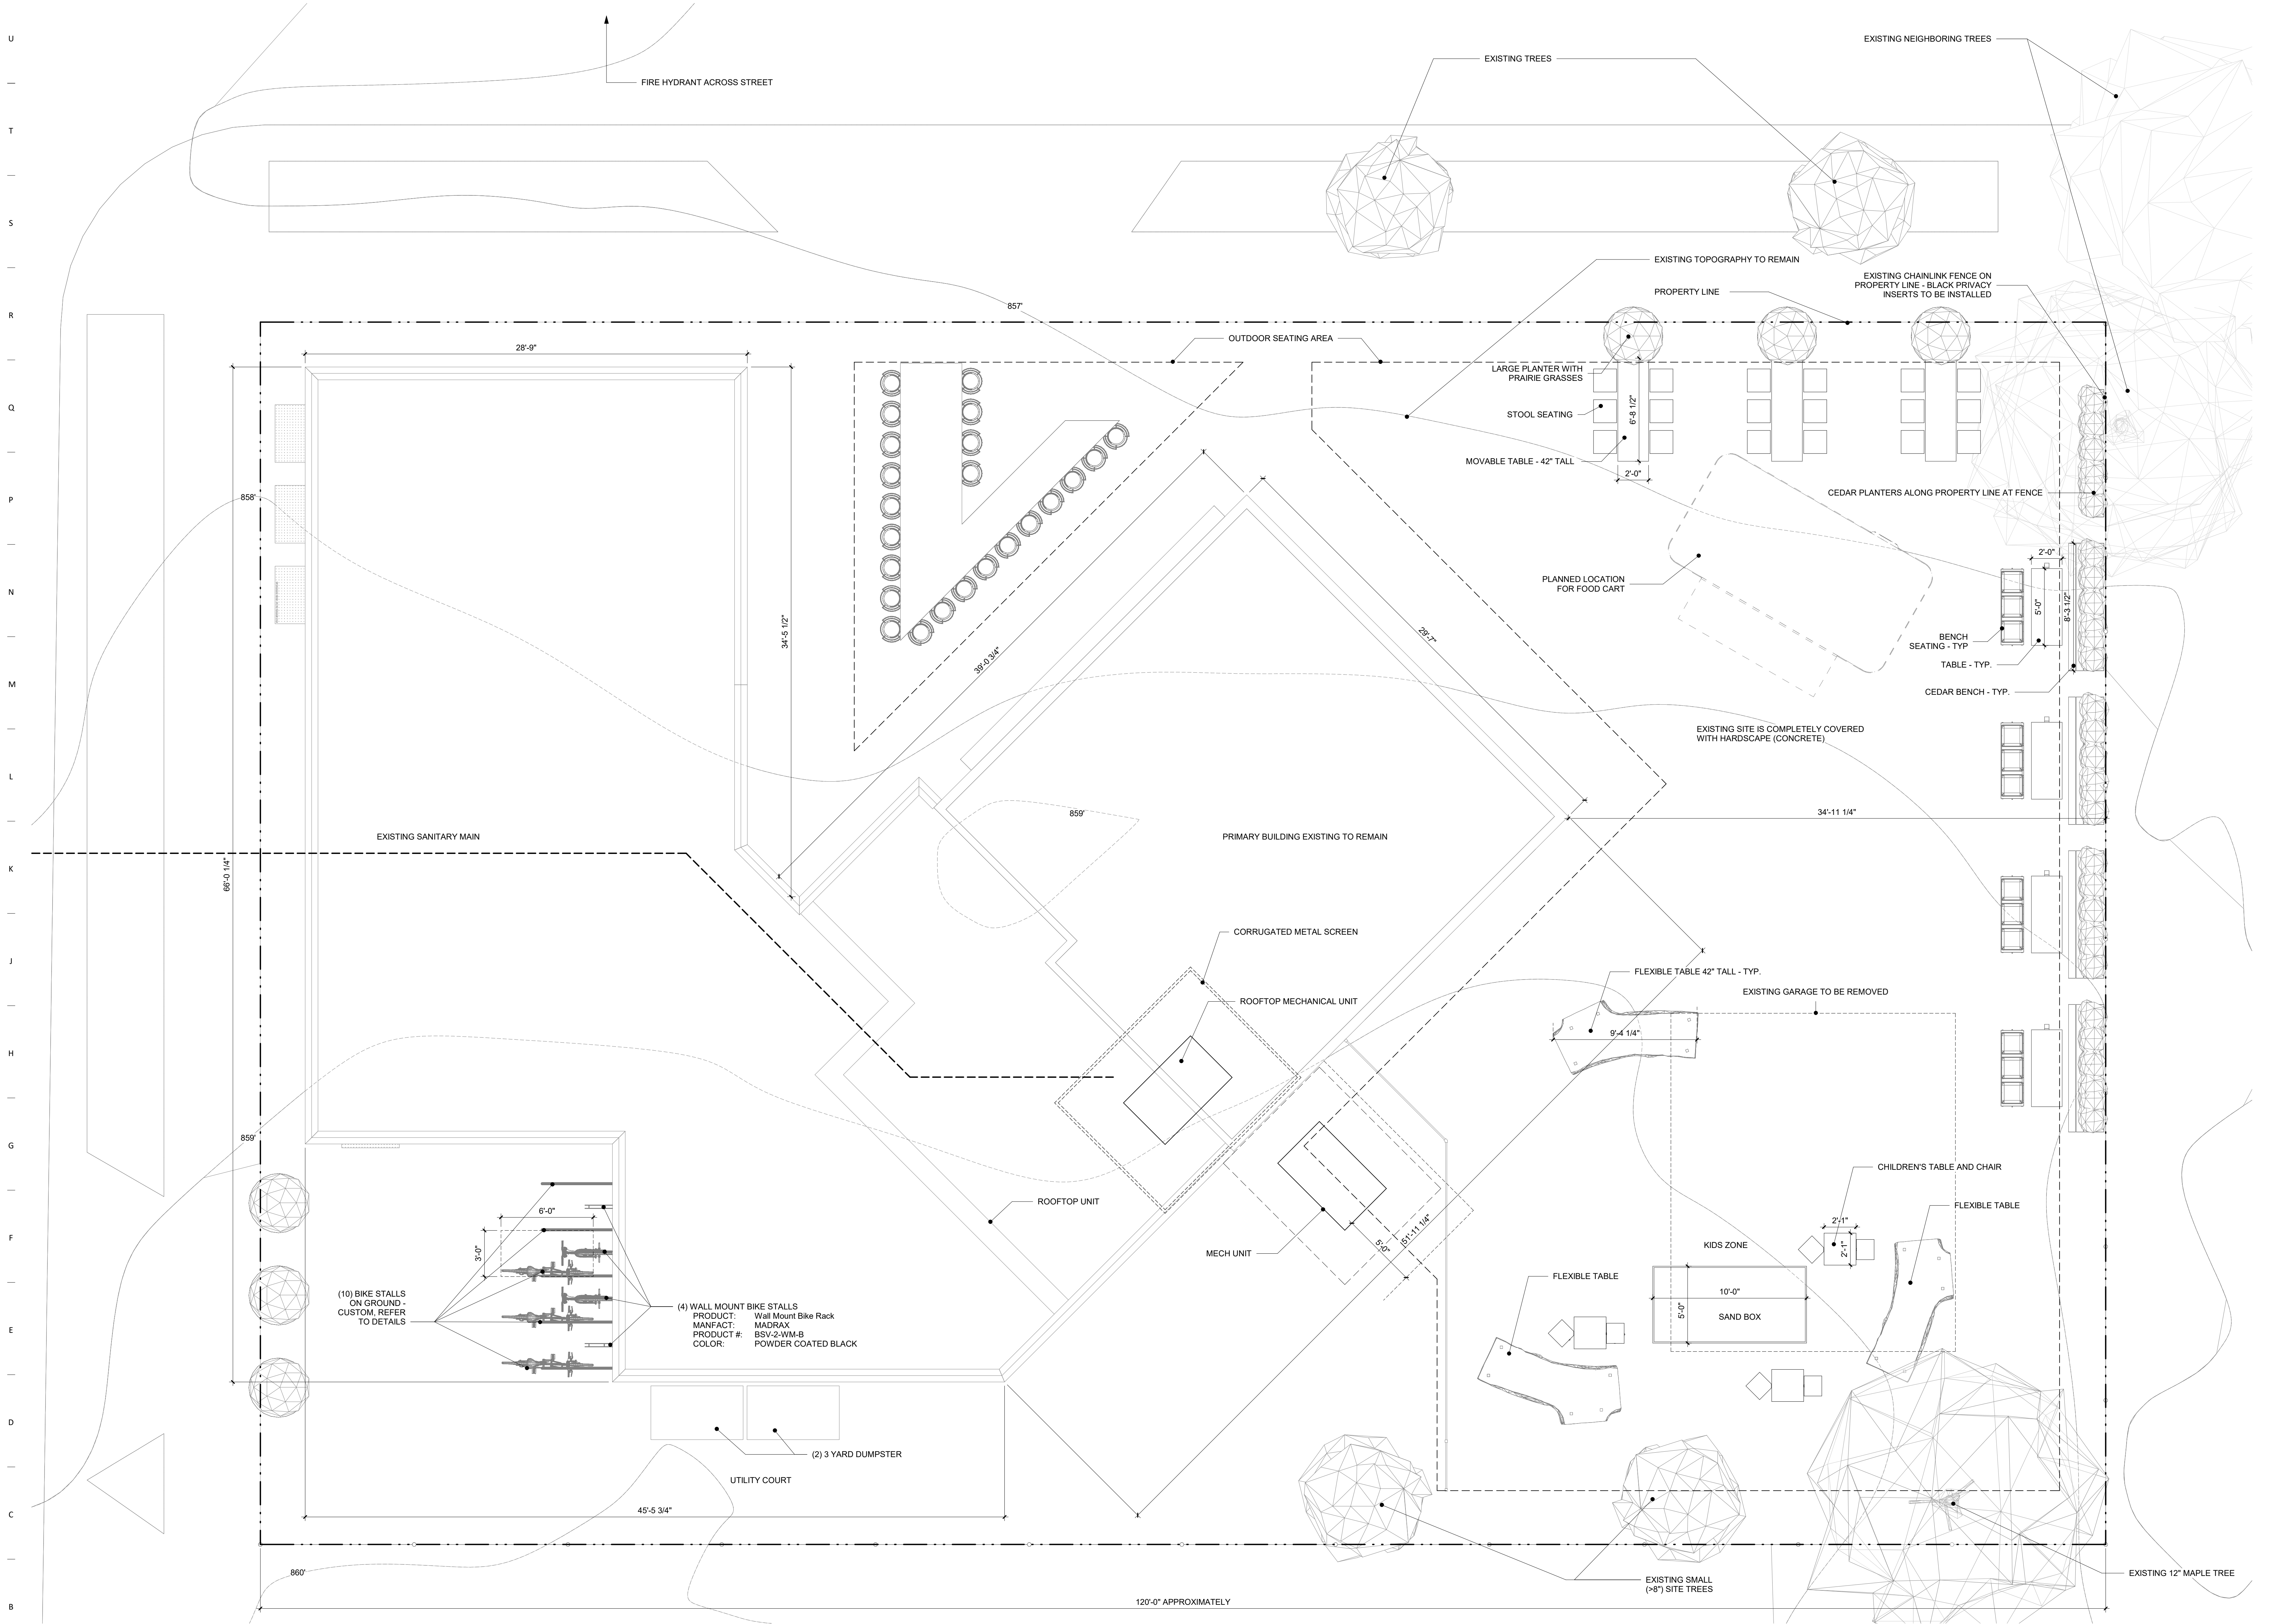 U
EXISTING NEIGHBORING TREES
EXISTING TREES
FIRE HYDRANT ACROSS STREET
T
S
EXISTING TOPOGRAPHY TO REMAIN
EXISTING CHAINLINK FENCE ON
PROPERTY LINE - BLACK PRIVACY
INSERTS TO BE INSTALLED
PROPERTY LINE
857'
R
OUTDOOR SEATING AREA
28'-9"
LARGE PLANTER WITH
PRAIRIE GRASSES
Q
6'-8 1/2"
STOOL SEATING
MOVABLE TABLE - 42" TALL
2'-0"
CEDAR PLANTERS ALONG PROPERTY LINE AT FENCE
858'
P
2'-0"
PLANNED LOCATION
FOR FOOD CART
N
5'-0"
8'-3 1/2"
34'-5 1/2"
29'-7"
BENCH
SEATING - TYP
39'-0 3/4"
TABLE - TYP.
M
CEDAR BENCH - TYP.
EXISTING SITE IS COMPLETELY COVERED
WITH HARDSCAPE (CONCRETE)
L
859'
34'-11 1/4"
EXISTING SANITARY MAIN
PRIMARY BUILDING EXISTING TO REMAIN
K
66'-0 1/4"
CORRUGATED METAL SCREEN
J
FLEXIBLE TABLE 42" TALL - TYP.
EXISTING GARAGE TO BE REMOVED
ROOFTOP MECHANICAL UNIT
9'-4 1/4"
H
859'
G
CHILDREN'S TABLE AND CHAIR
ROOFTOP UNIT
FLEXIBLE TABLE
6'-0"
2'-1"
F
51'-11 1/4"
5'-0"
KIDS ZONE
2'-1"
3'-0"
MECH UNIT
FLEXIBLE TABLE
(10) BIKE STALLS
ON GROUND -
CUSTOM, REFER
TO DETAILS
(4) WALL MOUNT BIKE STALLS
PRODUCT: Wall Mount Bike Rack
MANFACT: MADRAX
PRODUCT #: BSV-2-WM-B
COLOR: POWDER COATED BLACK
10'-0"
5'-0"
SAND BOX
E
D
(2) 3 YARD DUMPSTER
UTILITY COURT
45'-5 3/4"
C
860'
EXISTING SMALL
(>8") SITE TREES
EXISTING 12" MAPLE TREE
120'-0" APPROXIMATELY
B